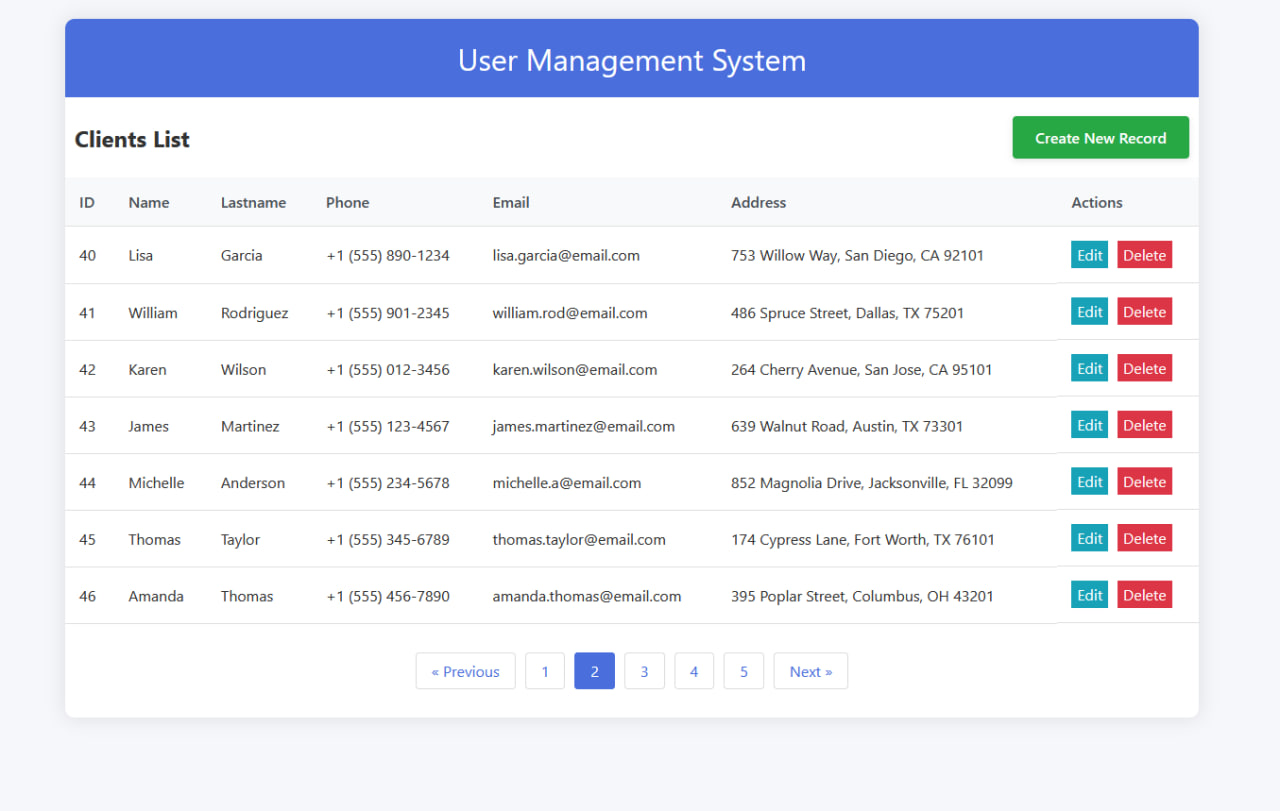 User Management System
Clients List
Create New Record
ID Name Lastname Phone Email Address Actions
40 Lisa Garcia +1 (555) 890-1234 lisa.garcia@email.com 753 Willow Way, San Diego, CA 92101 Edit Delete
41 William Rodriguez +1 (555) 901-2345 william.rod@email.com 486 Spruce Street, Dallas, TX 75201 Edit Delete
42 Karen Wilson +1 (555) 012-3456 karen.wilson@email.com 264 Cherry Avenue, San Jose, CA 95101 Edit Delete
43 James Martinez +1 (555) 123-4567 james.martinez@email.com 639 Walnut Road, Austin, TX 73301 Edit Delete
44 Michelle Anderson +1 (555) 234-5678 michelle.a@email.com 852 Magnolia Drive, Jacksonville, FL 32099 Edit Delete
45 Thomas Taylor +1 (555) 345-6789 thomas.taylor@email.com 174 Cypress Lane, Fort Worth, TX 76101 Edit Delete
46 Amanda Thomas +1 (555) 456-7890 amanda.thomas@email.com 395 Poplar Street, Columbus, OH 43201 Edit Delete
« Previous 1 2 3 4 5 Next »